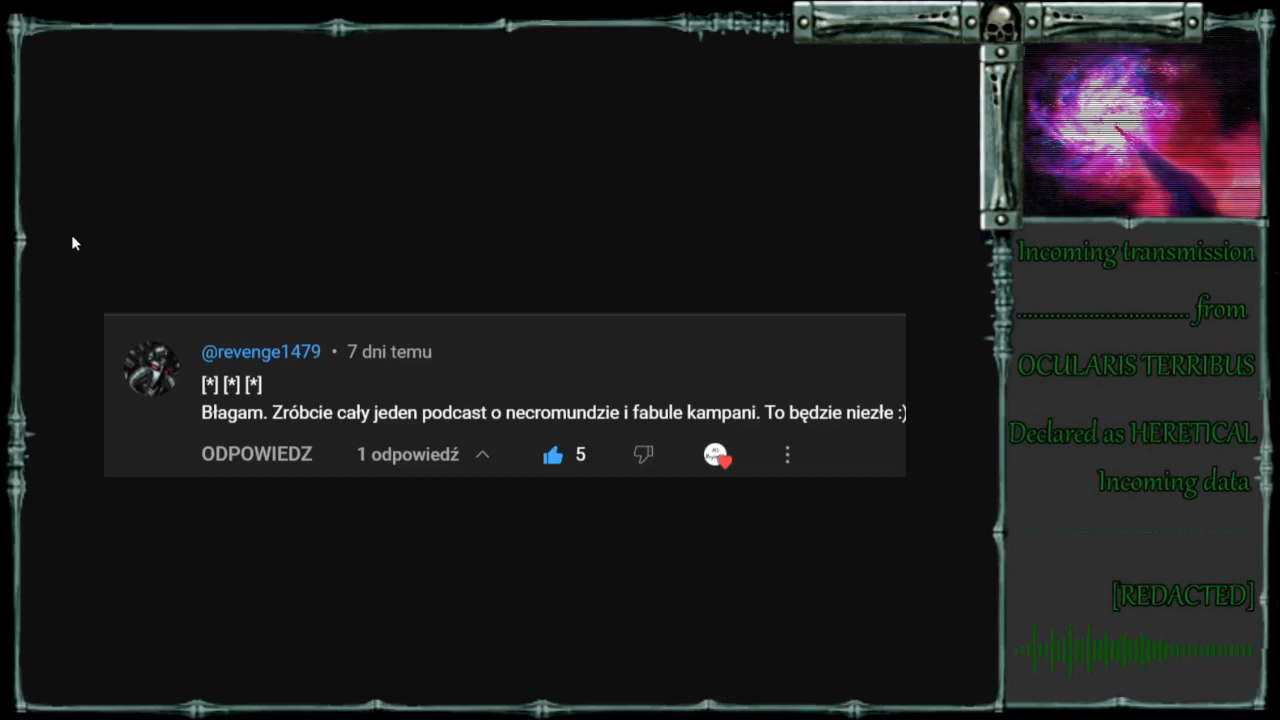 @revenge1479 • 7 dni temu
[*] [*] [*]
Błagam. Zróbcie cały jeden podcast o necromundzie i fabule kampani. To będzie niezłe :)
ODPOWIEDZ 1 odpowiedź 5
Incoming transmission
.............................. from
OCULARIS TERRIBUS
Declared as HERETICAL
Incoming data
[REDACTED]